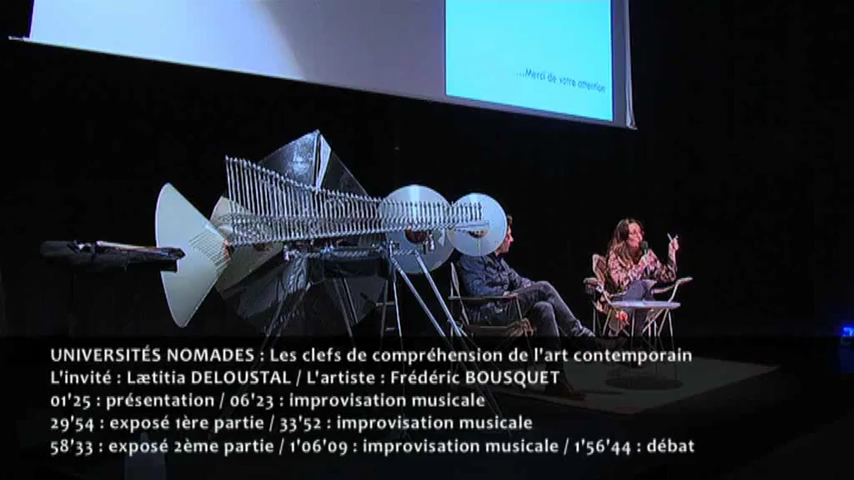 ...Merci de votre attention
UNIVERSITÉS NOMADES : Les clefs de compréhension de l'art contemporain
L'invité : Lætitia DELOUSTAL / L'artiste : Frédéric BOUSQUET
01'25 : présentation / 06'23 : improvisation musicale
29'54 : exposé 1ère partie / 33'52 : improvisation musicale
58'33 : exposé 2ème partie / 1'06'09 : improvisation musicale / 1'56'44 : débat